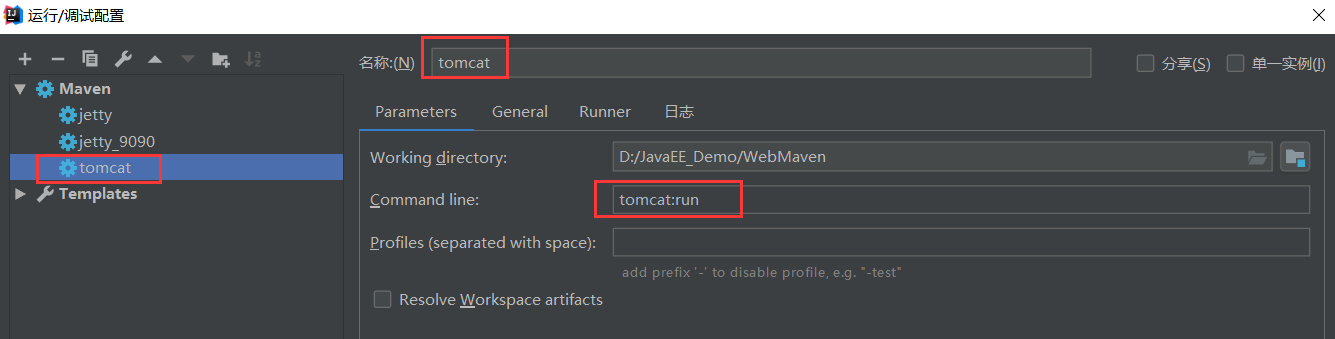 运行/调试配置
名称:(N) tomcat 分享(S) 单一实例(I)
Maven
jetty
jetty_9090
tomcat
Templates
Parameters General Runner 日志
Working directory: D:/JavaEE_Demo/WebMaven
Command line: tomcat:run
Profiles (separated with space):
add prefix '-' to disable profile, e.g. "-test"
Resolve Workspace artifacts